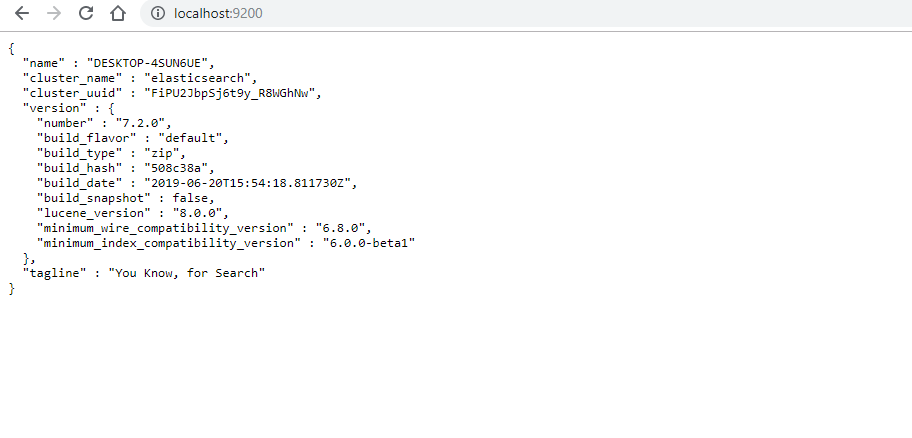 localhost:9200
{
  "name" : "DESKTOP-4SUN6UE",
  "cluster_name" : "elasticsearch",
  "cluster_uuid" : "FiPU2JbpSj6t9y_R8WGhNw",
  "version" : {
    "number" : "7.2.0",
    "build_flavor" : "default",
    "build_type" : "zip",
    "build_hash" : "508c38a",
    "build_date" : "2019-06-20T15:54:18.811730Z",
    "build_snapshot" : false,
    "lucene_version" : "8.0.0",
    "minimum_wire_compatibility_version" : "6.8.0",
    "minimum_index_compatibility_version" : "6.0.0-beta1"
  },
  "tagline" : "You Know, for Search"
}